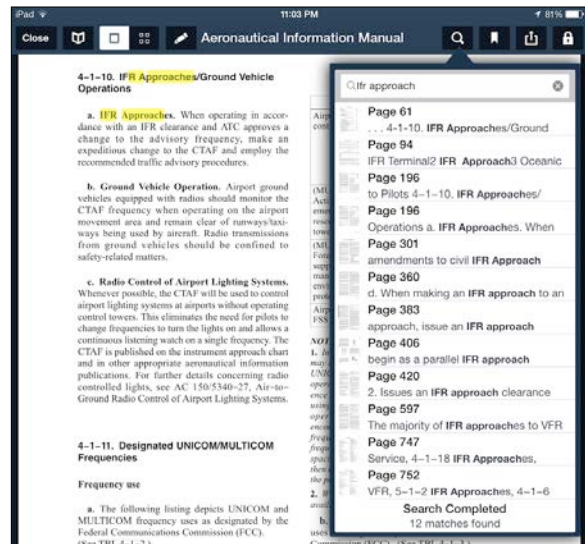 iPad
11:03 PM
81%
Close
Aeronautical Information Manual
4–1–10. IFR Approaches/Ground Vehicle
Operations
a. IFR Approaches. When operating in accor-
dance with an IFR clearance and ATC approves a
change to the advisory frequency, make an
expeditious change to the CTAF and employ the
recommended traffic advisory procedures.
b. Ground Vehicle Operation. Airport ground
vehicles equipped with radios should monitor the
CTAF frequency when operating on the airport
movement area and remain clear of runways/taxi-
ways being used by aircraft. Radio transmissions
from ground vehicles should be confined to
safety-related matters.
c. Radio Control of Airport Lighting Systems.
Whenever possible, the CTAF will be used to control
airport lighting systems at airports without operating
control towers. This eliminates the need for pilots to
change frequencies to turn the lights on and allows a
continuous listening watch on a single frequency. The
CTAF is published on the instrument approach chart
and in other appropriate aeronautical information
publications. For further details concerning radio
controlled lights, see AC 150/5340–27, Air–to–
Ground Radio Control of Airport Lighting Systems.
4–1–11. Designated UNICOM/MULTICOM
Frequencies
Frequency use
a. The following listing depicts UNICOM and
MULTICOM frequency uses as designated by the
Federal Communications Commission (FCC).
(See TBL 4–1–2.)
Ifr approach
Page 61
. . . 4-1-10. IFR Approaches/Ground
Page 94
IFR Terminal2 IFR Approach3 Oceanic
Page 196
to Pilots 4–1–10. IFR Approaches/
Page 196
Operations a. IFR Approaches. When
Page 301
amendments to civil IFR Approach
Page 360
d. When making an IFR approach to an
Page 383
approach, issue an IFR approach
Page 406
begin as a parallel IFR approach
Page 420
2. Issues an IFR approach clearance
Page 597
The majority of IFR approaches to VFR
Page 747
Service, 4–1–18 IFR Approaches,
Page 752
VFR, 5–1–2 IFR Approaches, 4–1–6
Search Completed
12 matches found